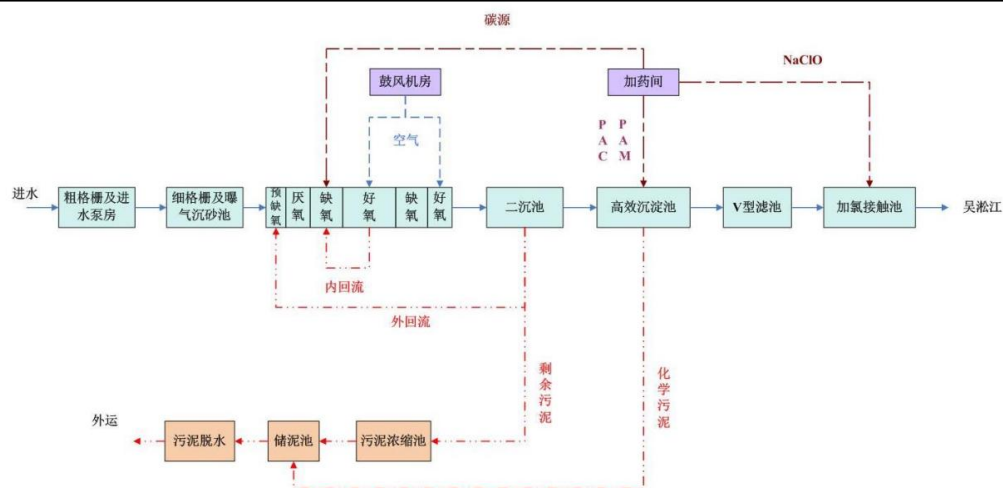 碳源
NaClO
鼓风机房
加药间
空气
PAC
PAM
进水
粗格栅及进
水泵房
细格栅及曝
气沉砂池
预缺氧
厌氧
缺氧
好氧
缺氧
好氧
二沉池
高效沉淀池
V型滤池
加氯接触池
吴淞江
内回流
外回流
剩余污泥
化学污泥
外运
污泥脱水
储泥池
污泥浓缩池